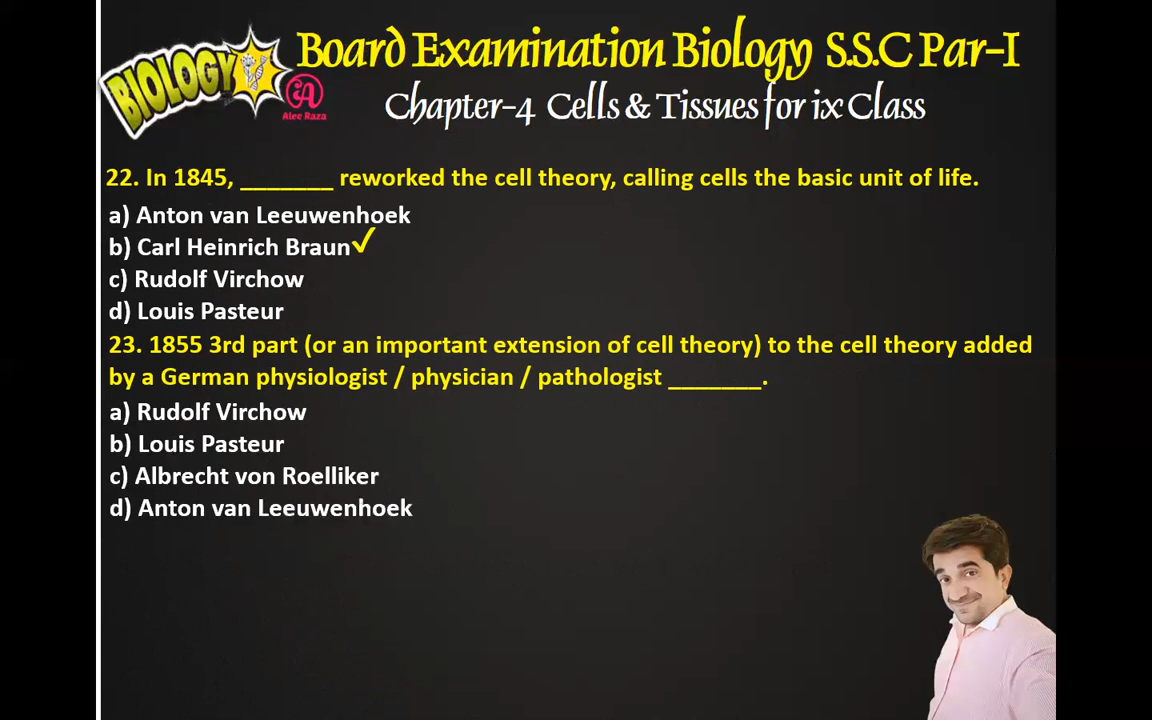 BIOLOGY
Board Examination Biology S.S.C Par-I
Alee Raza
Chapter-4 Cells & Tissues for ix Class
22. In 1845, _______ reworked the cell theory, calling cells the basic unit of life.
a) Anton van Leeuwenhoek
b) Carl Heinrich Braun✓
c) Rudolf Virchow
d) Louis Pasteur
23. 1855 3rd part (or an important extension of cell theory) to the cell theory added
by a German physiologist / physician / pathologist _______.
a) Rudolf Virchow
b) Louis Pasteur
c) Albrecht von Roelliker
d) Anton van Leeuwenhoek